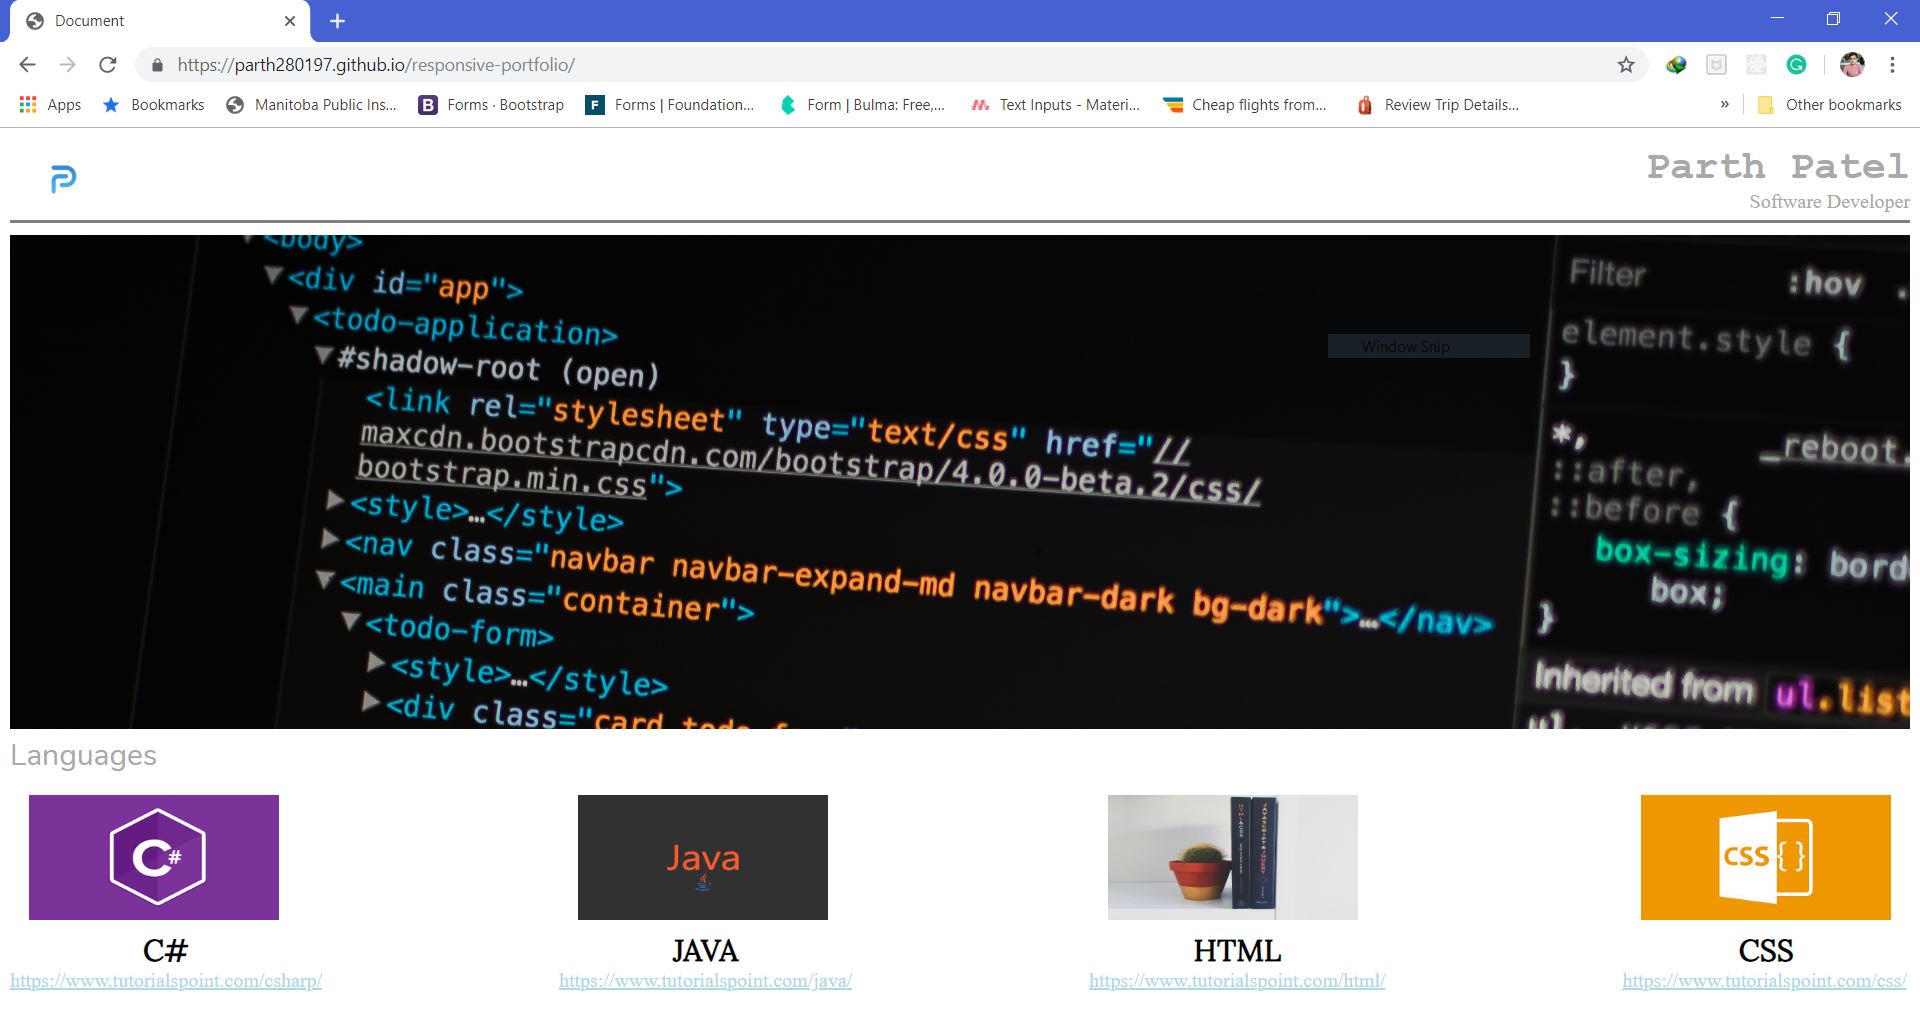 Document
https://parth280197.github.io/responsive-portfolio/
Apps Bookmarks Manitoba Public Ins... Forms · Bootstrap Forms | Foundation... Form | Bulma: Free,... Text Inputs - Materi... Cheap flights from... Review Trip Details... » Other bookmarks
Parth Patel
Software Developer
<body>
<div id="app">
<todo-application>
#shadow-root (open)
<link rel="stylesheet" type="text/css" href="//
maxcdn.bootstrapcdn.com/bootstrap/4.0.0-beta.2/css/
bootstrap.min.css">
<style>…</style>
<nav class="navbar navbar-expand-md navbar-dark bg-dark">…</nav>
<main class="container">
<todo-form>
<style>…</style>
<div class="card
Filter :hov .
element.style {
}
*, _reboot.
::after,
::before {
box-sizing: bord
box;
}
Inherited from ul.list
Window Snip
Languages
C#
Java
CSS {}
C# JAVA HTML CSS
https://www.tutorialspoint.com/csharp/ https://www.tutorialspoint.com/java/ https://www.tutorialspoint.com/html/ https://www.tutorialspoint.com/css/